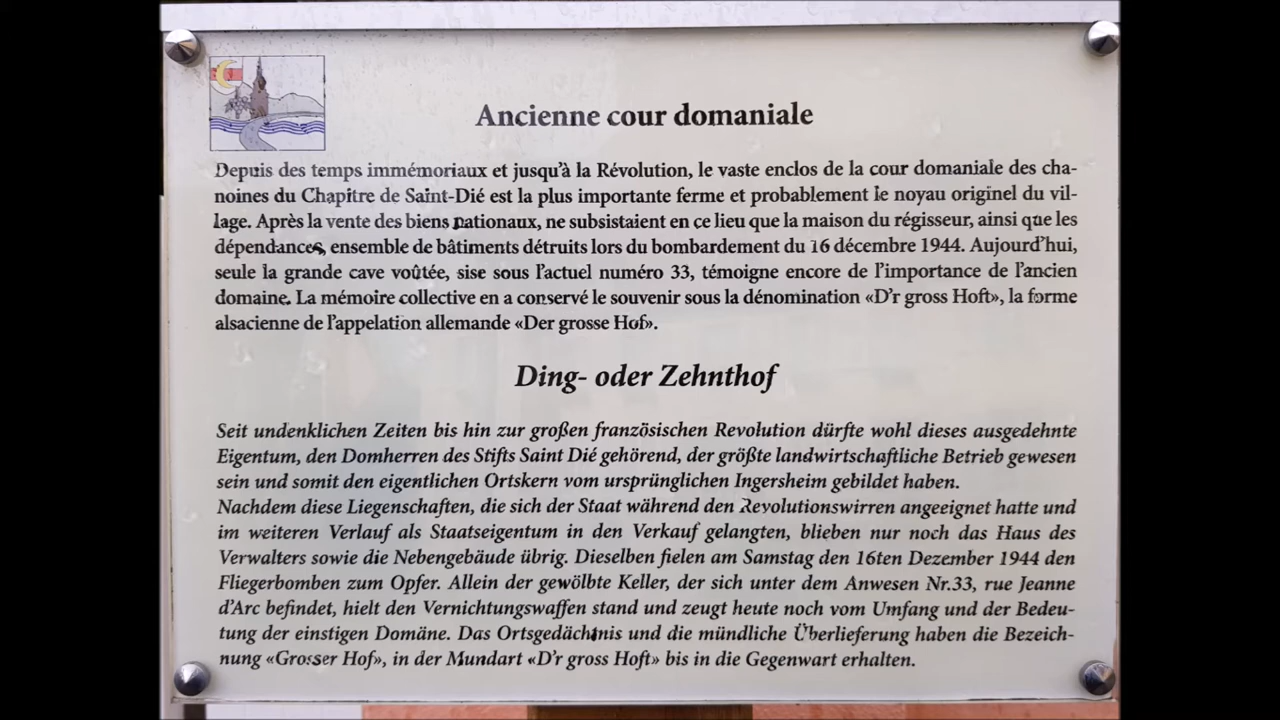 Ancienne cour domaniale
Depuis des temps immémoriaux et jusqu'à la Révolution, le vaste enclos de la cour domaniale des cha-
noines du Chapitre de Saint-Dié est la plus importante ferme et probablement le noyau originel du vil-
lage. Après la vente des biens nationaux, ne subsistaient en ce lieu que la maison du régisseur, ainsi que les
dépendances, ensemble de bâtiments détruits lors du bombardement du 16 décembre 1944. Aujourd'hui,
seule la grande cave voûtée, sise sous l'actuel numéro 33, témoigne encore de l'importance de l'ancien
domaine. La mémoire collective en a conservé le souvenir sous la dénomination «D'r gross Hoft», la forme
alsacienne de l'appelation allemande «Der grosse Hof».
Ding- oder Zehnthof
Seit undenklichen Zeiten bis hin zur großen französischen Revolution dürfte wohl dieses ausgedehnte
Eigentum, den Domherren des Stifts Saint Dié gehörend, der größte landwirtschaftliche Betrieb gewesen
sein und somit den eigentlichen Ortskern vom ursprünglichen Ingersheim gebildet haben.
Nachdem diese Liegenschaften, die sich der Staat während den Revolutionswirren angeeignet hatte und
im weiteren Verlauf als Staatseigentum in den Verkauf gelangten, blieben nur noch das Haus des
Verwalters sowie die Nebengebäude übrig. Dieselben fielen am Samstag den 16ten Dezember 1944 den
Fliegerbomben zum Opfer. Allein der gewölbte Keller, der sich unter dem Anwesen Nr.33, rue Jeanne
d'Arc befindet, hielt den Vernichtungswaffen stand und zeugt heute noch vom Umfang und der Bedeu-
tung der einstigen Domäne. Das Ortsgedächtnis und die mündliche Überlieferung haben die Bezeich-
nung «Grosser Hof», in der Mundart «D'r gross Hoft» bis in die Gegenwart erhalten.